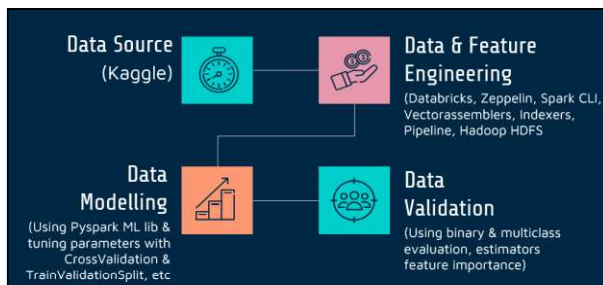 Data Source
(Kaggle)
Data & Feature
Engineering
(Databricks, Zeppelin, Spark CLI,
Vectorassemblers, Indexers,
Pipeline, Hadoop HDFS
Data
Modelling
(Using Pyspark ML lib &
tuning parameters with
CrossValidation &
TrainValidationSplit, etc
Data
Validation
(Using binary & multiclass
evaluation, estimators
feature importance)